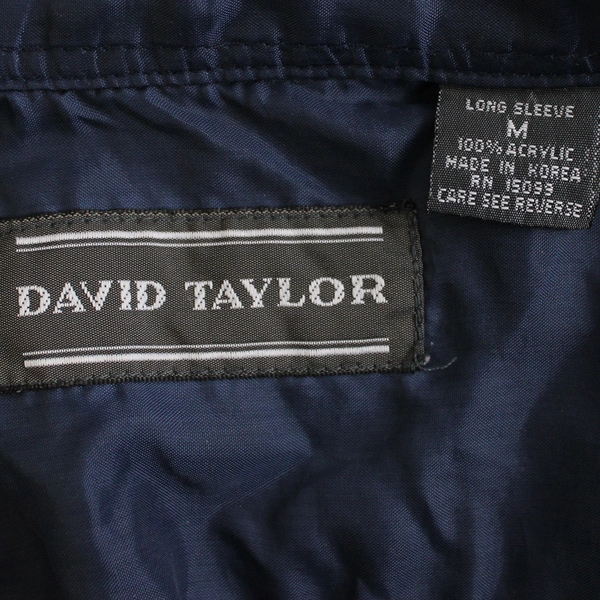 LONG SLEEVE
M
100% ACRYLIC
MADE IN KOREA
RN 15099
CARE SEE REVERSE
DAVID TAYLOR